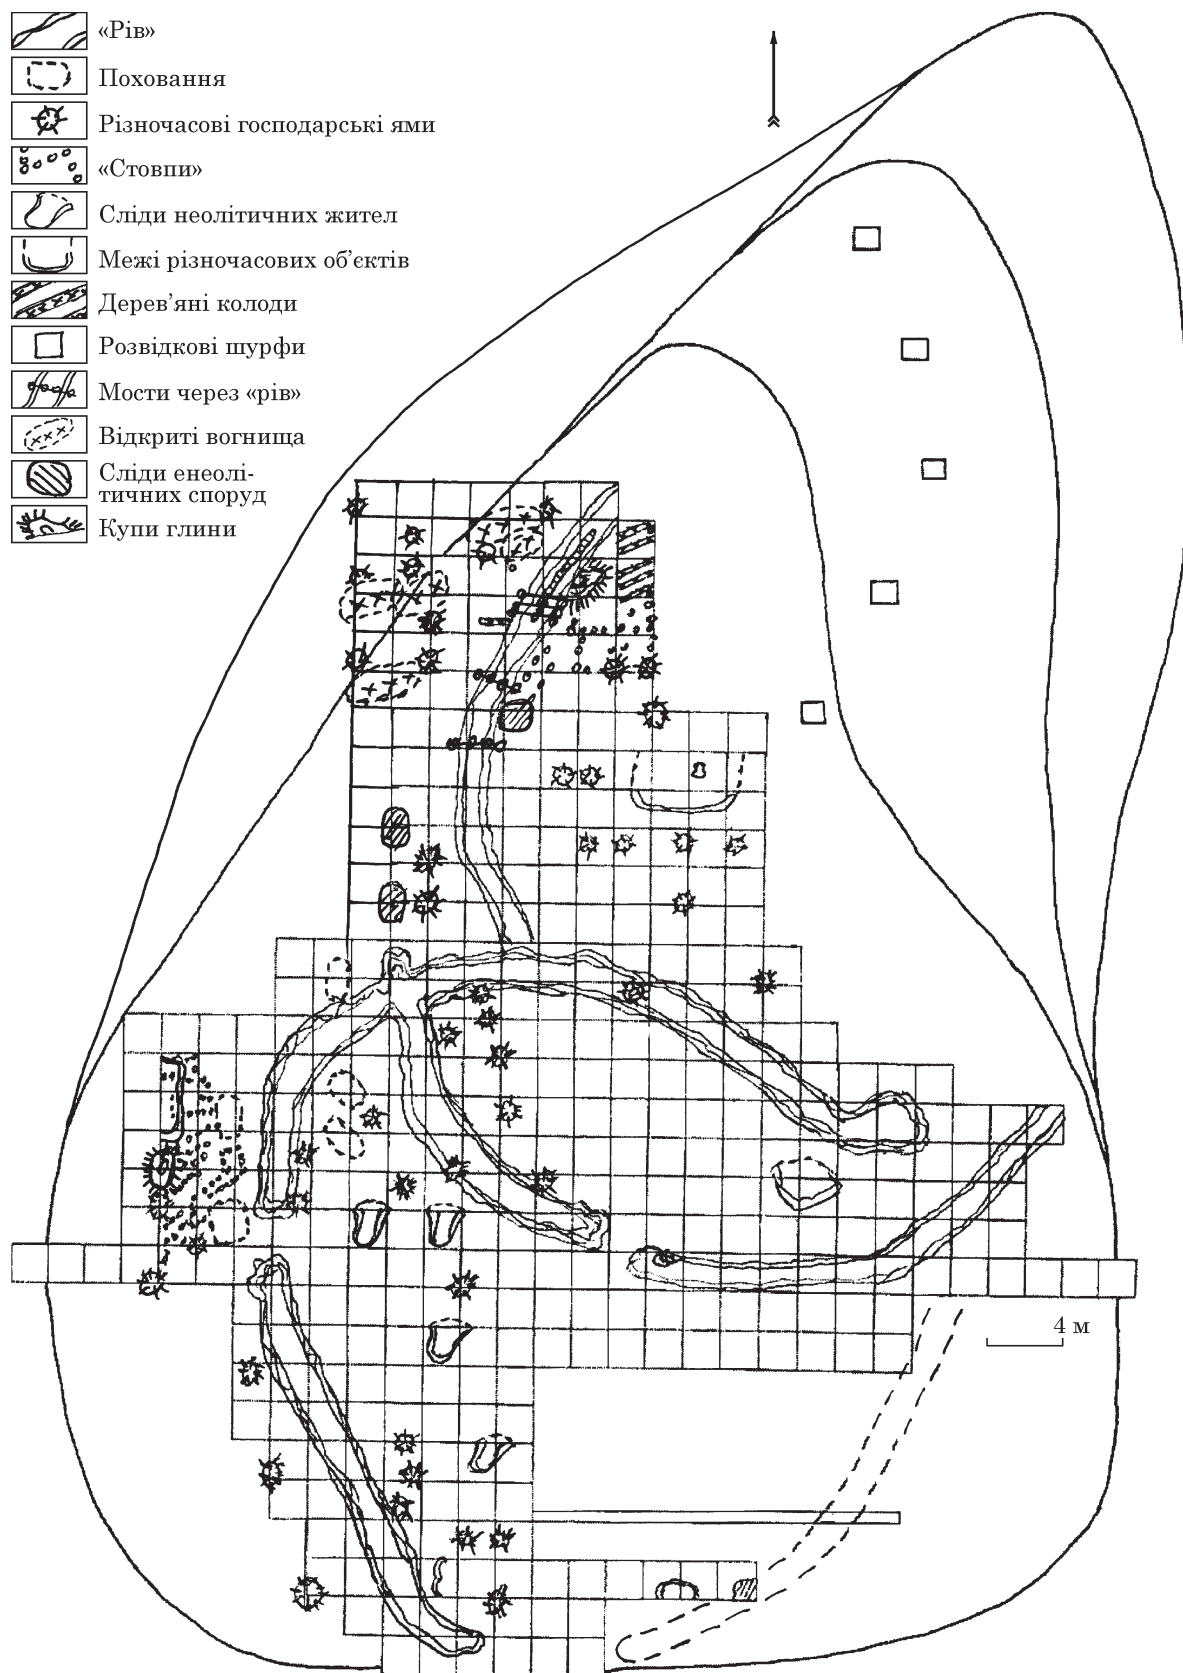 «Рів»
Поховання
Різночасові господарські ями
«Стовпи»
Сліди неолітичних жител
Межі різночасових об’єктів
Дерев’яні колоди
Розвідкові шурфи
Мости через «рів»
Відкриті вогнища
Сліди енеолі-
тичних споруд
Купи глини
4 м